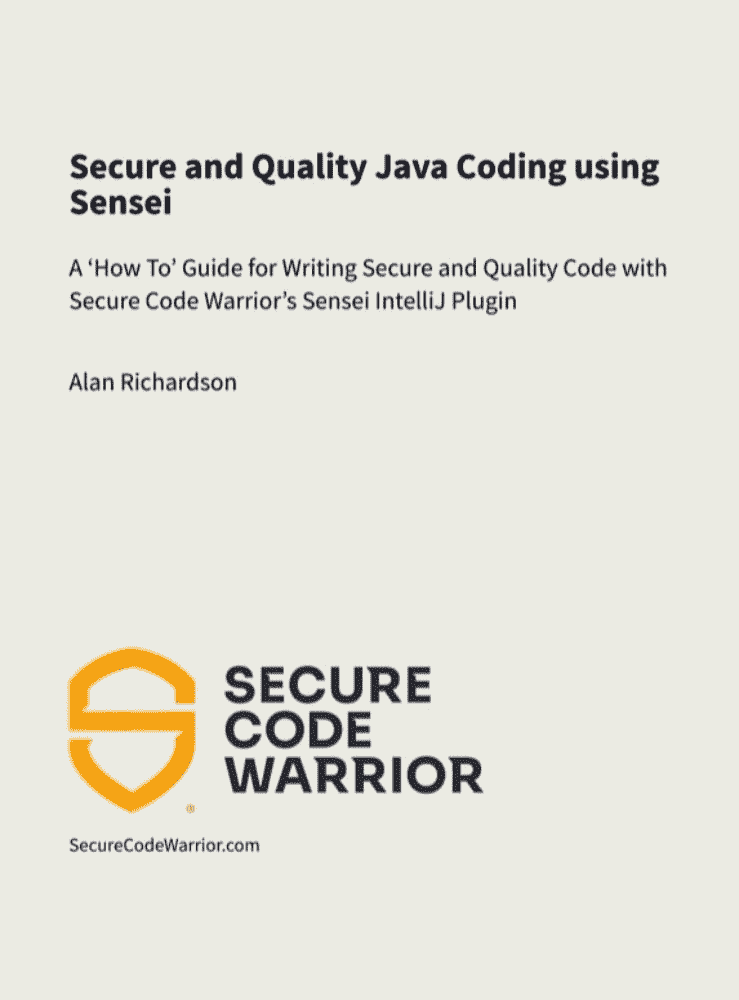 Secure and Quality Java Coding using
Sensei
A ‘How To’ Guide for Writing Secure and Quality Code with
Secure Code Warrior’s Sensei IntelliJ Plugin
Alan Richardson
SECURE
CODE
WARRIOR
®
SecureCodeWarrior.com